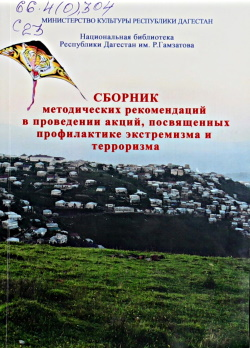 66.4(0),304
С23
МИНИСТЕРСТВО КУЛЬТУРЫ РЕСПУБЛИКИ ДАГЕСТАН
Национальная библиотека
Республики Дагестан им. Р.Гамзатова
СБОРНИК
методических рекомендаций
в проведении акций, посвященных
профилактике экстремизма и
терроризма